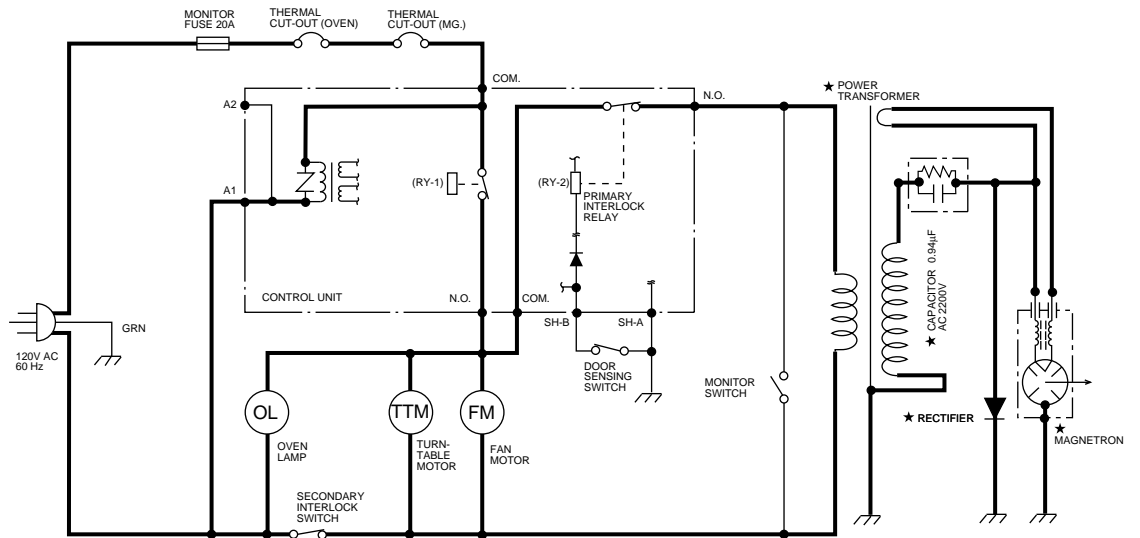 MONITOR
FUSE 20A
THERMAL
CUT-OUT (OVEN)
THERMAL
CUT-OUT (MG.)
COM.
A2
N.O.
★ POWER
TRANSFORMER
A1
(RY-1)
(RY-2)
PRIMARY
INTERLOCK
RELAY
★ CAPACITOR 0.94µF
AC 2200V
CONTROL UNIT
N.O.
COM.
SH-B
SH-A
GRN
120V AC
60 Hz
DOOR
SENSING
SWITCH
MONITOR
SWITCH
OL
TTM
FM
OVEN
LAMP
TURN-
TABLE
MOTOR
FAN
MOTOR
★ RECTIFIER
★
MAGNETRON
SECONDARY
INTERLOCK
SWITCH